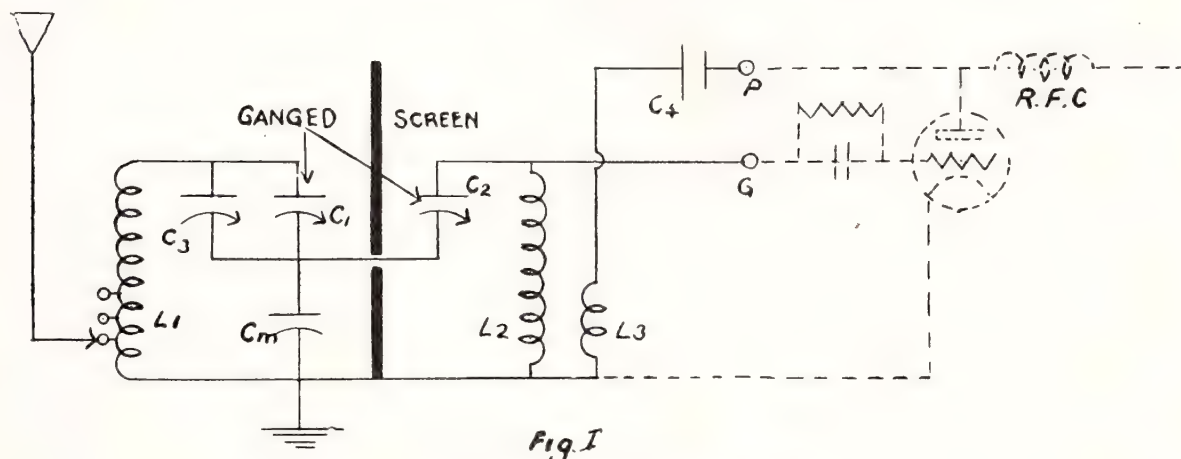 GANGED
SCREEN
C4
P
R.F.C
G
C2
C3
C1
L1
Cm
L2
L3
Fig. I